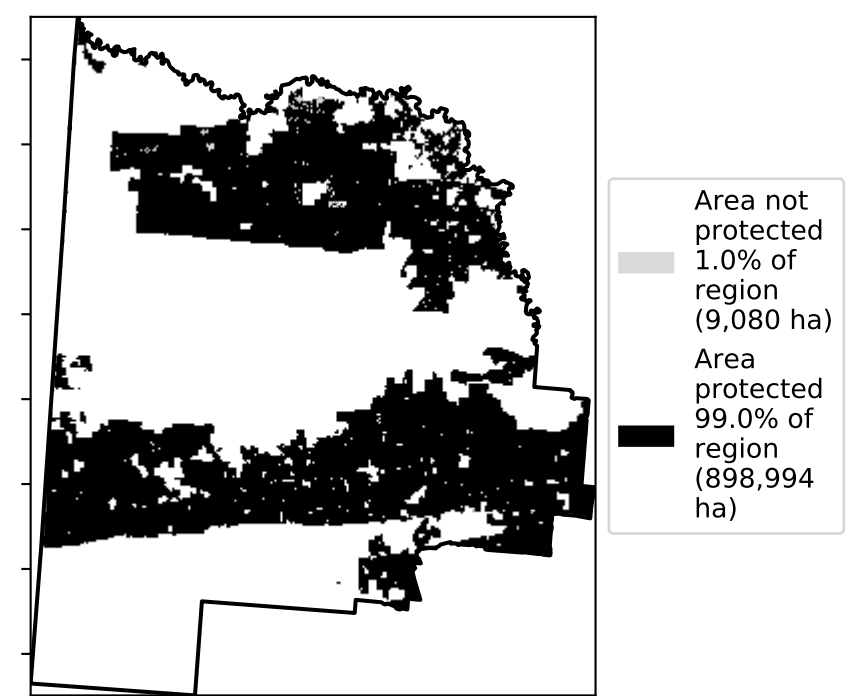 Area not
protected
1.0% of
region
(9,080 ha)
Area
protected
99.0% of
region
(898,994
ha)